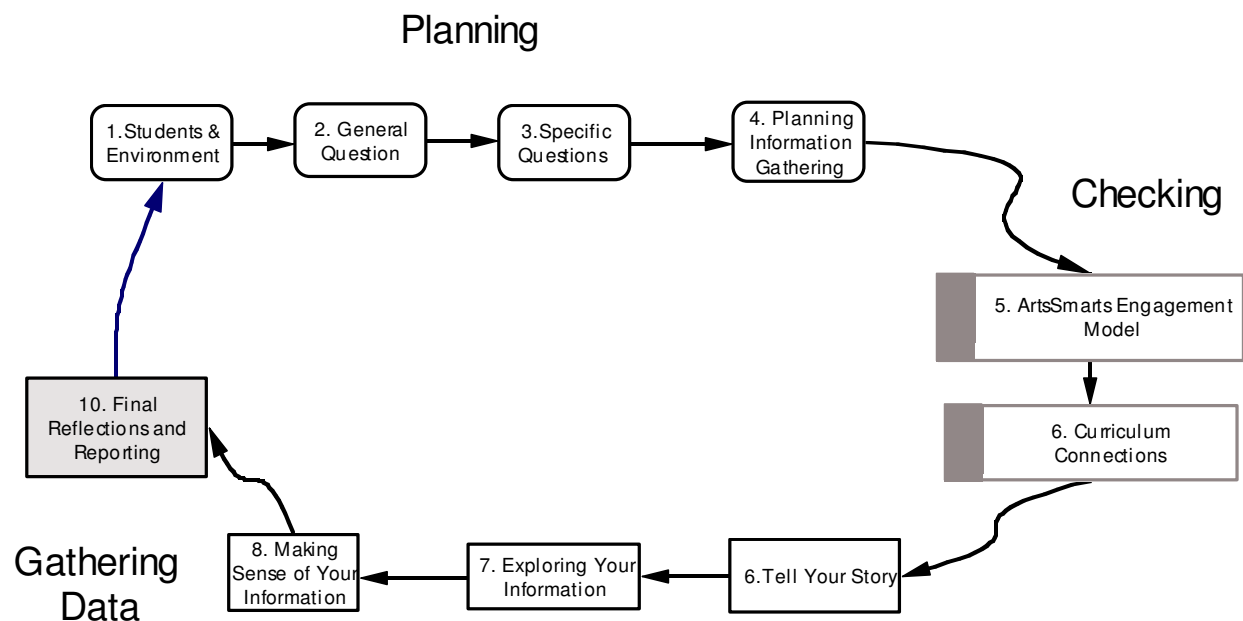 Planning
1.Students &
Environment
2. General
Question
3.Specific
Questions
4. Planning
Information
Gathering
Checking
5. ArtsSmarts Engagement
Model
6. Curriculum
Connections
6.Tell Your Story
7. Exploring Your
Information
8. Making
Sense of Your
Information
10. Final
Reflections and
Reporting
Gathering
Data